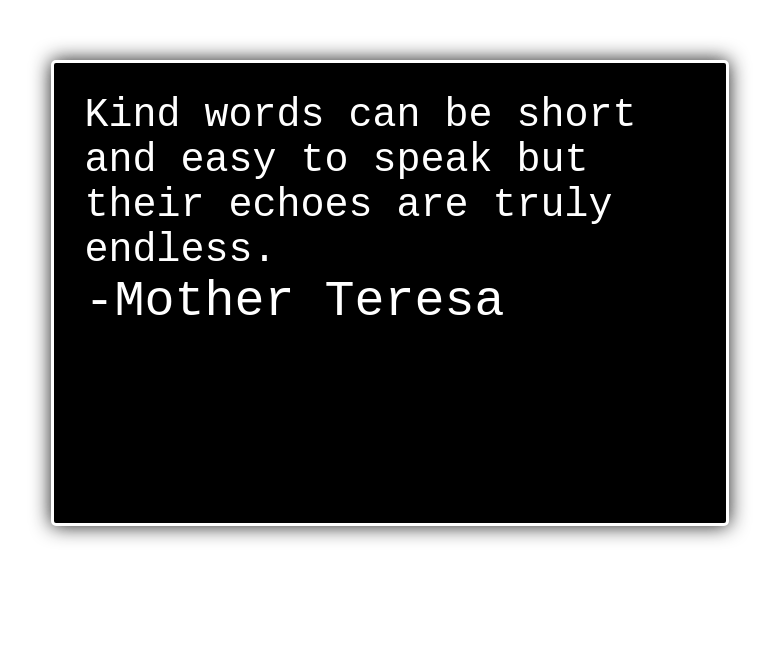 Kind words can be short
and easy to speak but
their echoes are truly
endless.
-Mother Teresa